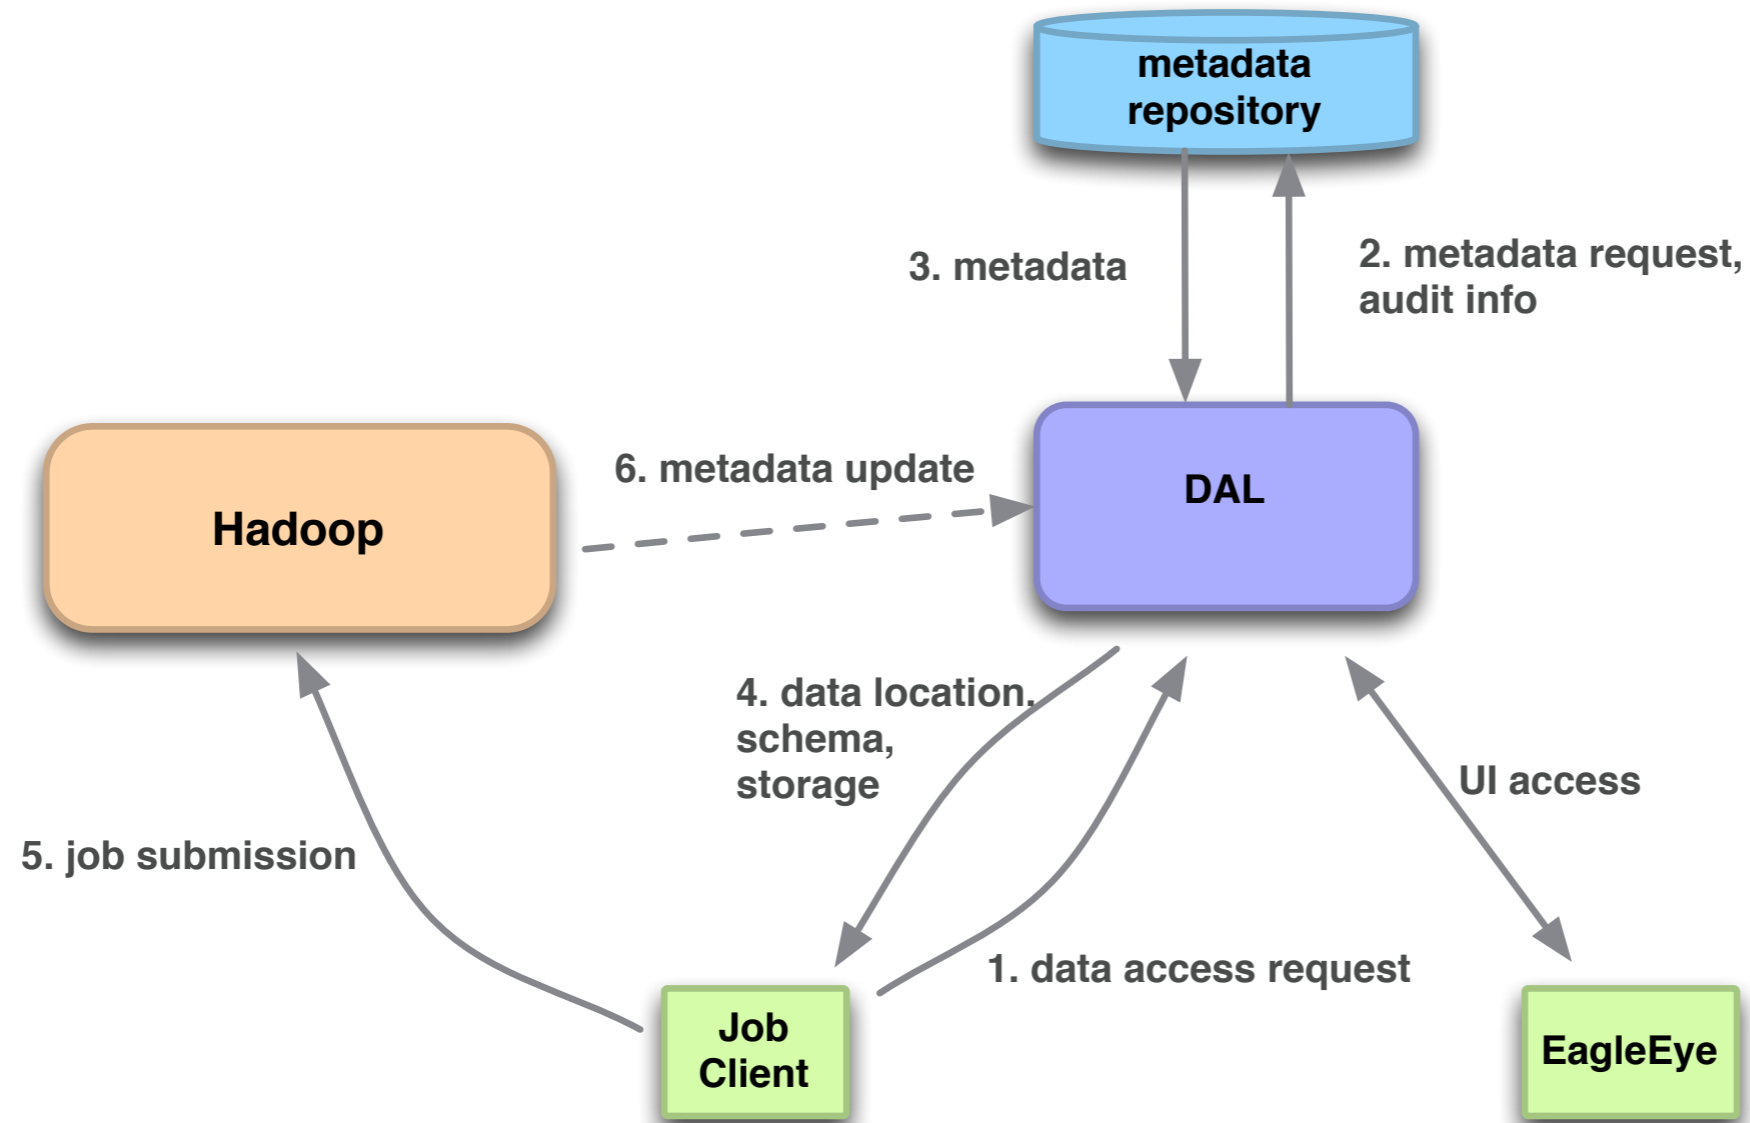 metadata
repository
3. metadata
2. metadata request,
audit info
6. metadata update
DAL
Hadoop
4. data location.
schema,
storage
UI access
5. job submission
1. data access request
Job
Client
EagleEye